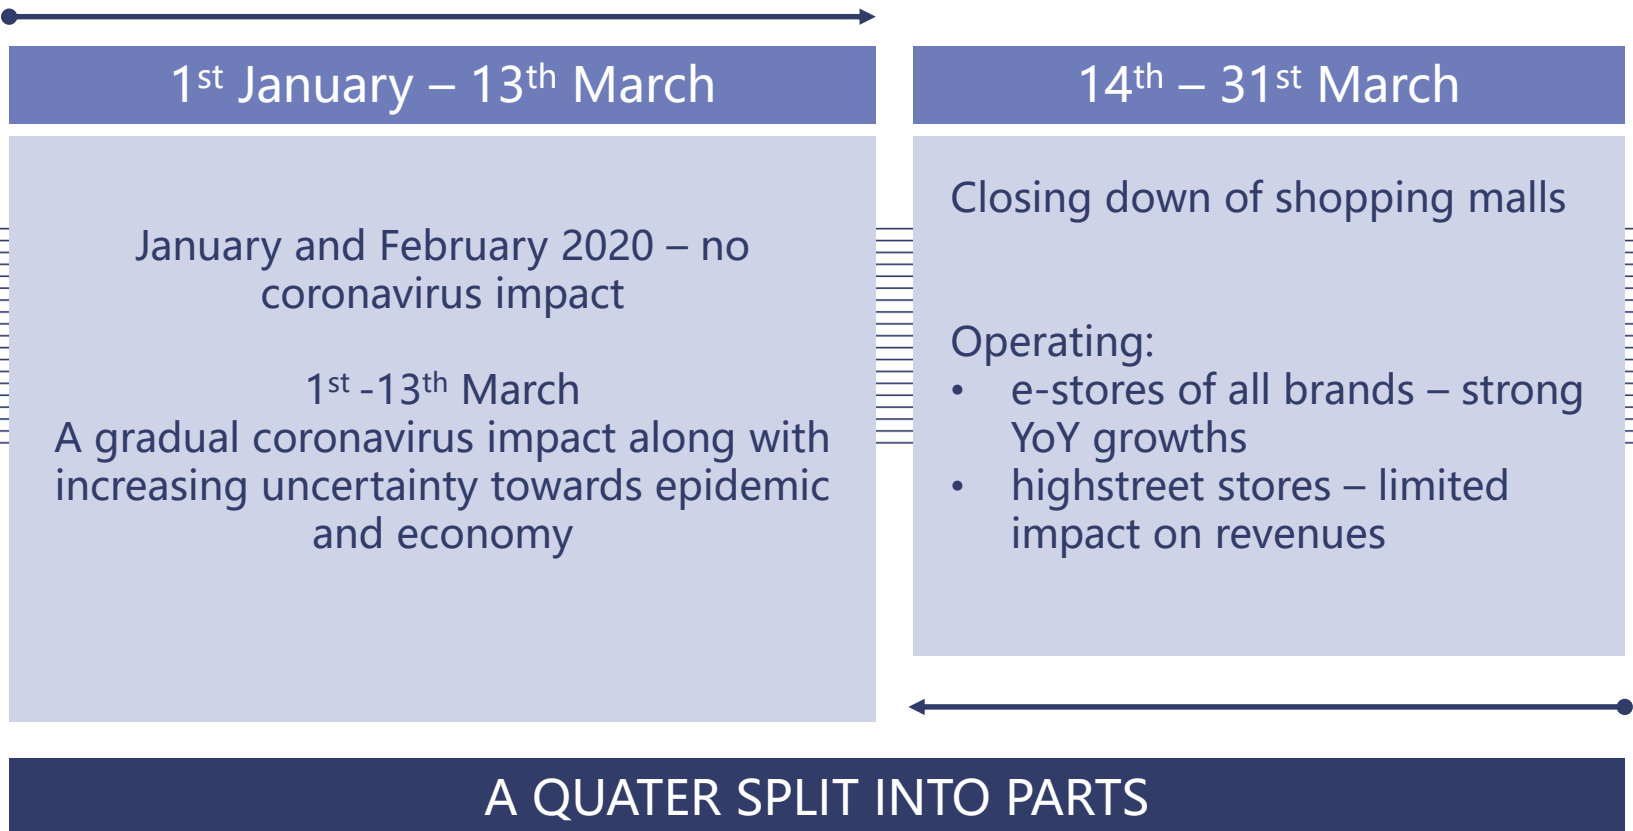 1st January – 13th March
January and February 2020 – no
coronavirus impact
1st -13th March
A gradual coronavirus impact along with
increasing uncertainty towards epidemic
and economy
14th – 31st March
Closing down of shopping malls
Operating:
• e-stores of all brands – strong
YoY growths
• highstreet stores – limited
impact on revenues
A QUATER SPLIT INTO PARTS